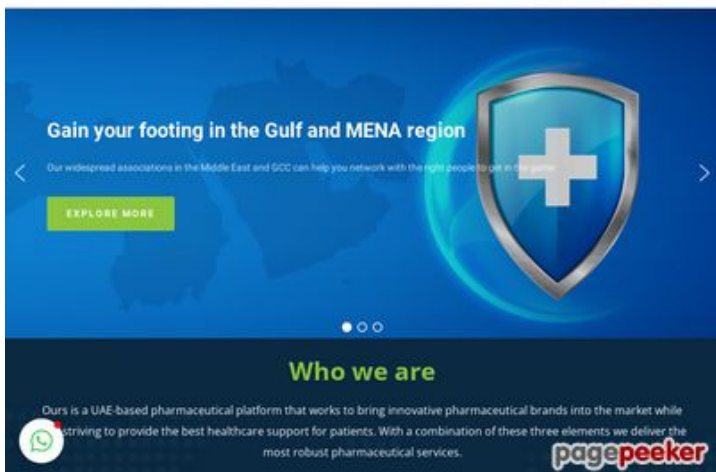 Gain your footing in the Gulf and MENA region
Our widespread associations in the Middle East and GCC can help you network with the right people to get in the game
EXPLORE MORE
Who we are
Ours is a UAE-based pharmaceutical platform that works to bring innovative pharmaceutical brands into the market while
striving to provide the best healthcare support for patients. With a combination of these three elements we deliver the
most robust pharmaceutical services.
pagepeeker